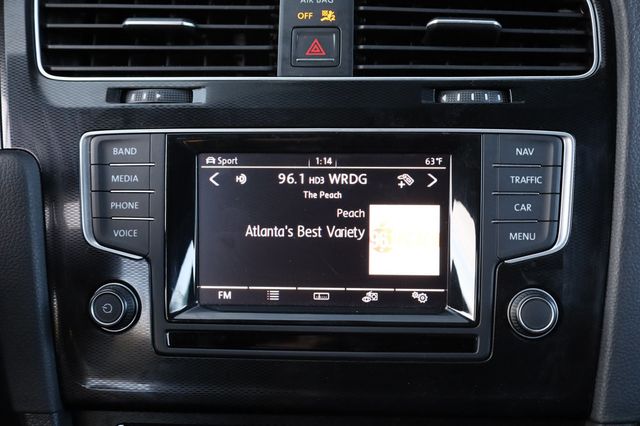 AIR BAG
OFF
BAND
MEDIA
PHONE
VOICE
Sport 1:14 63°F
96.1 HD3 WRDG
The Peach
Peach
Atlanta's Best Variety
FM
NAV
TRAFFIC
CAR
MENU